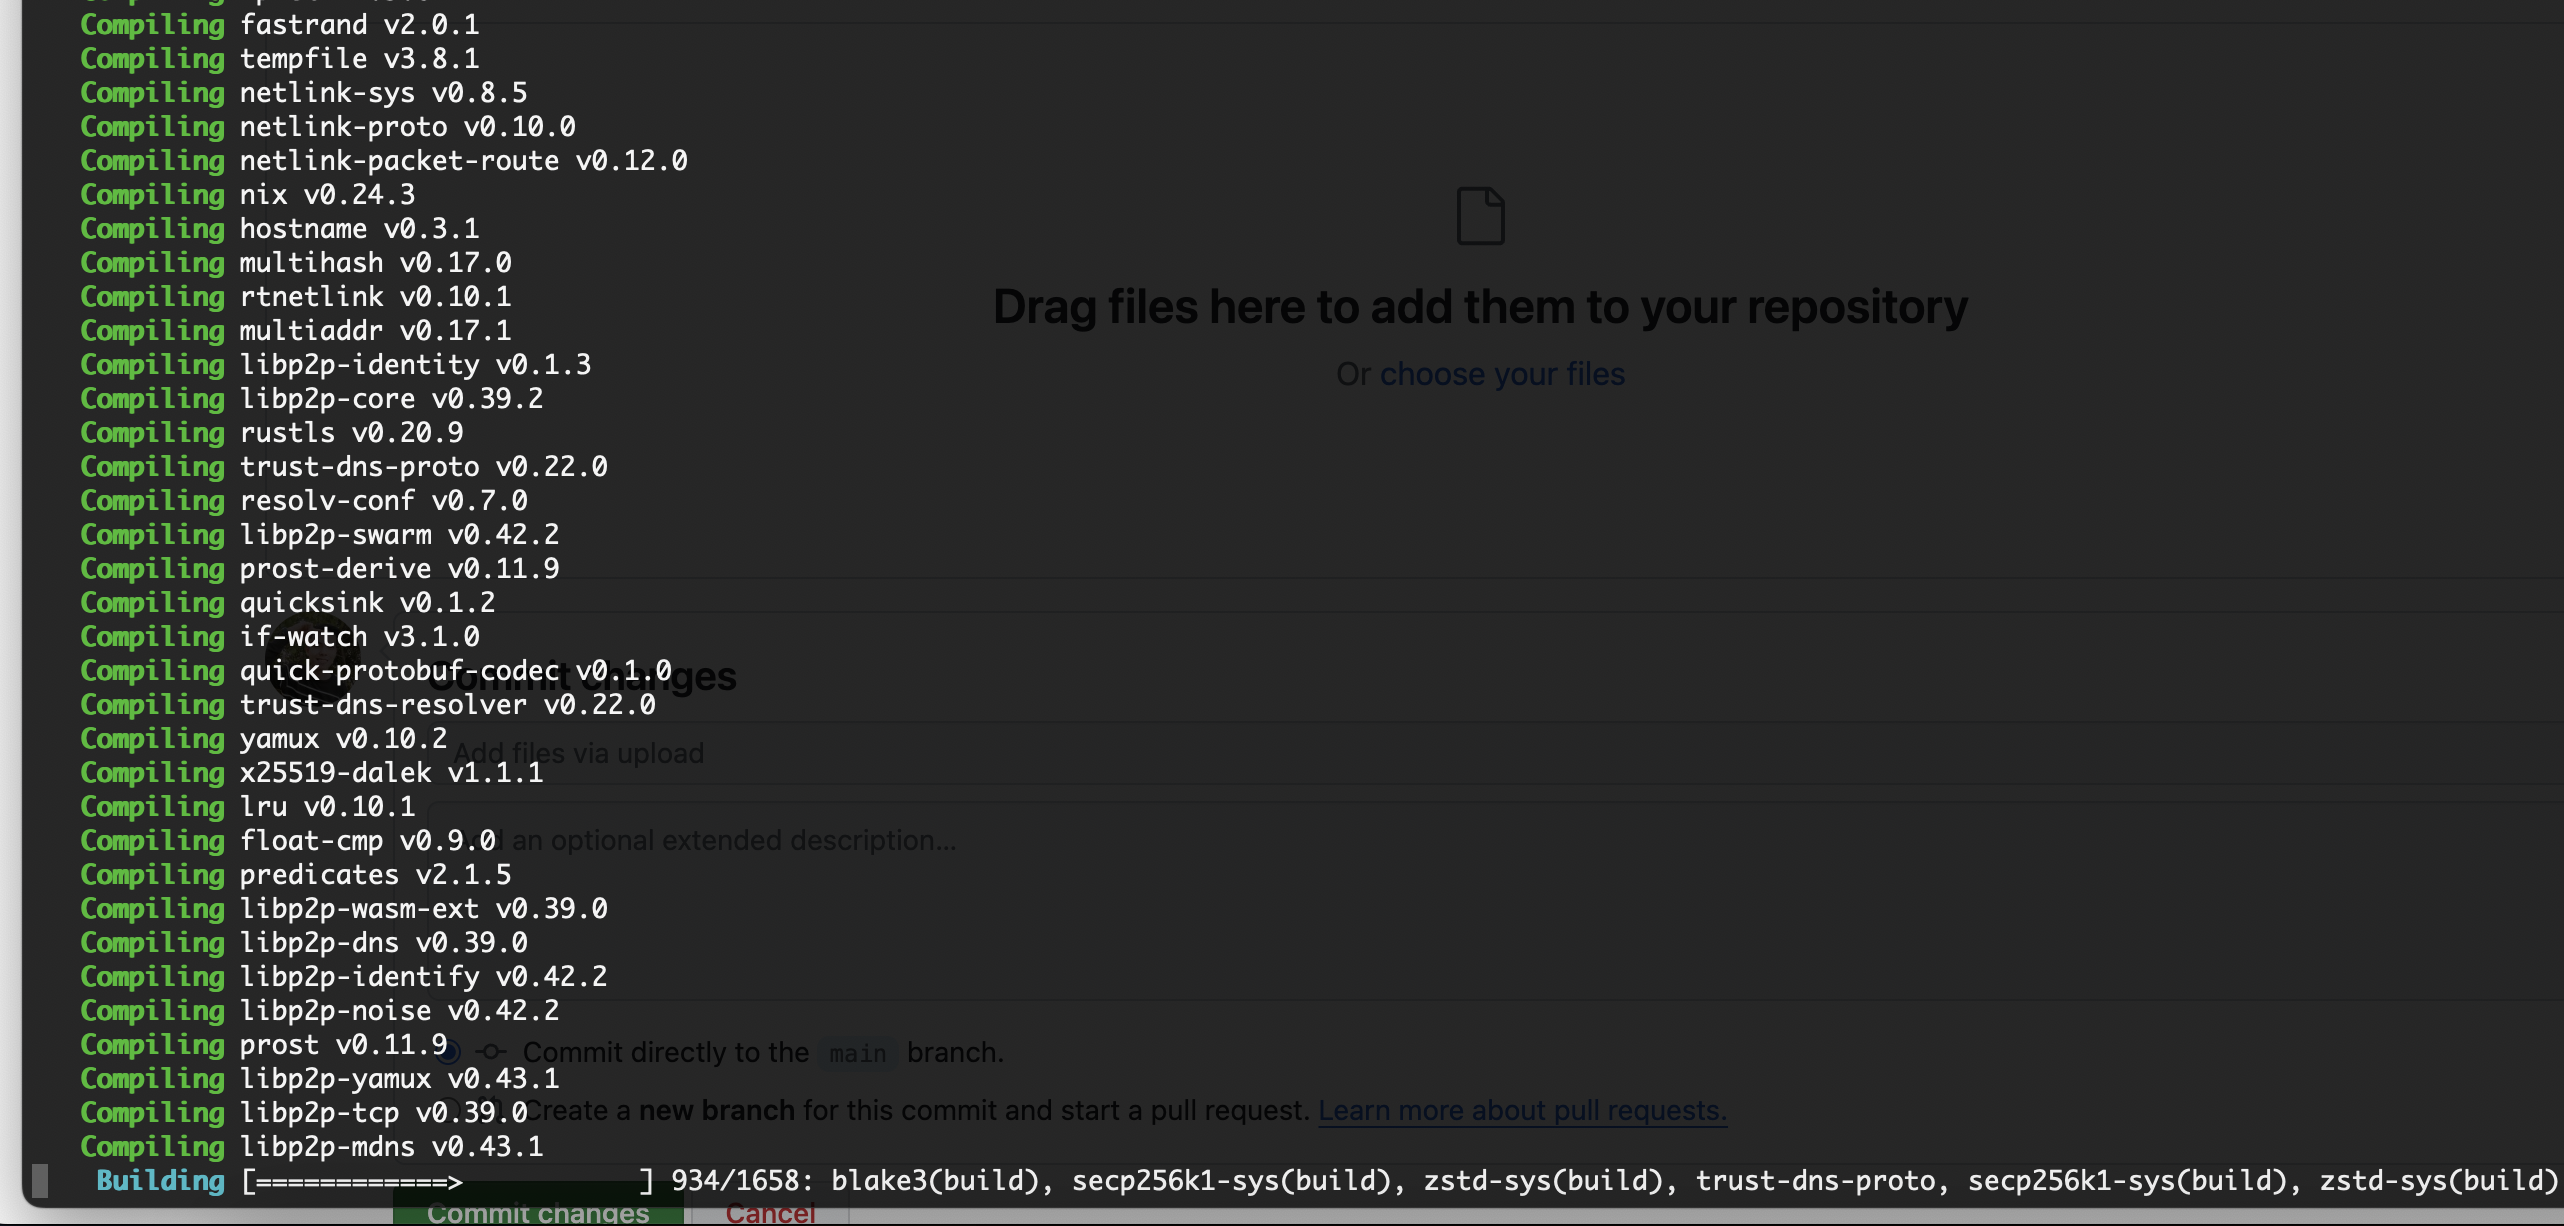 Compiling fastrand v2.0.1
Compiling tempfile v3.8.1
Compiling netlink-sys v0.8.5
Compiling netlink-proto v0.10.0
Compiling netlink-packet-route v0.12.0
Compiling nix v0.24.3
Compiling hostname v0.3.1
Compiling multihash v0.17.0
Compiling rtnetlink v0.10.1
Drag files here to add them to your repository
Compiling multiaddr v0.17.1
Compiling libp2p-identity v0.1.3
Or choose your files
Compiling libp2p-core v0.39.2
Compiling rustls v0.20.9
Compiling trust-dns-proto v0.22.0
Compiling resolv-conf v0.7.0
Compiling libp2p-swarm v0.42.2
Compiling prost-derive v0.11.9
Compiling quicksink v0.1.2
Compiling if-watch v3.1.0
Compiling quick-protobuf-codec v0.1.0
Commit changes
Compiling trust-dns-resolver v0.22.0
Compiling yamux v0.10.2
Add files via upload
Compiling x25519-dalek v1.1.1
Compiling lru v0.10.1
Compiling float-cmp v0.9.0
Add an optional extended description...
Compiling predicates v2.1.5
Compiling libp2p-wasm-ext v0.39.0
Compiling libp2p-dns v0.39.0
Compiling libp2p-identify v0.42.2
Compiling libp2p-noise v0.42.2
Compiling prost v0.11.9
Commit directly to the main branch.
Compiling libp2p-yamux v0.43.1
Compiling libp2p-tcp v0.39.0
Create a new branch for this commit and start a pull request. Learn more about pull requests.
Compiling libp2p-mdns v0.43.1
Building [============>           ] 934/1658: blake3(build), secp256k1-sys(build), zstd-sys(build), trust-dns-proto, secp256k1-sys(build), zstd-sys(build)
Commit changes
Cancel